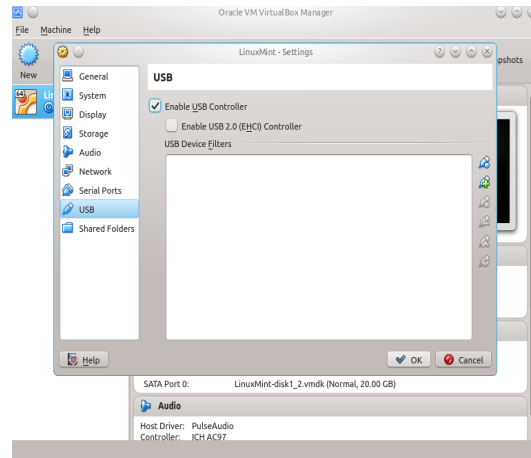 Oracle VM VirtualBox Manager
File Machine Help
LinuxMint - Settings
New
pshots
64
Lir
General
System
Display
Storage
Audio
Network
Serial Ports
USB
Shared Folders
USB
Enable USB Controller
Enable USB 2.0 (EHCI) Controller
USB Device Filters
Help
OK
Cancel
SATA Port 0: LinuxMint-disk1_2.vmdk (Normal, 20.00 GB)
Audio
Host Driver: PulseAudio
Controller: ICH AC97